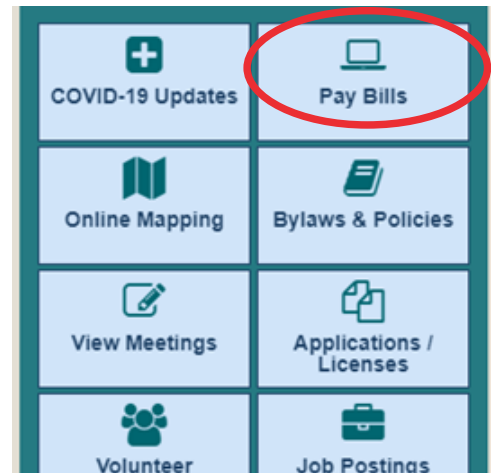 COVID-19 Updates
Pay Bills
Online Mapping
Bylaws & Policies
View Meetings
Applications /
Licenses
Volunteer
Job Postings